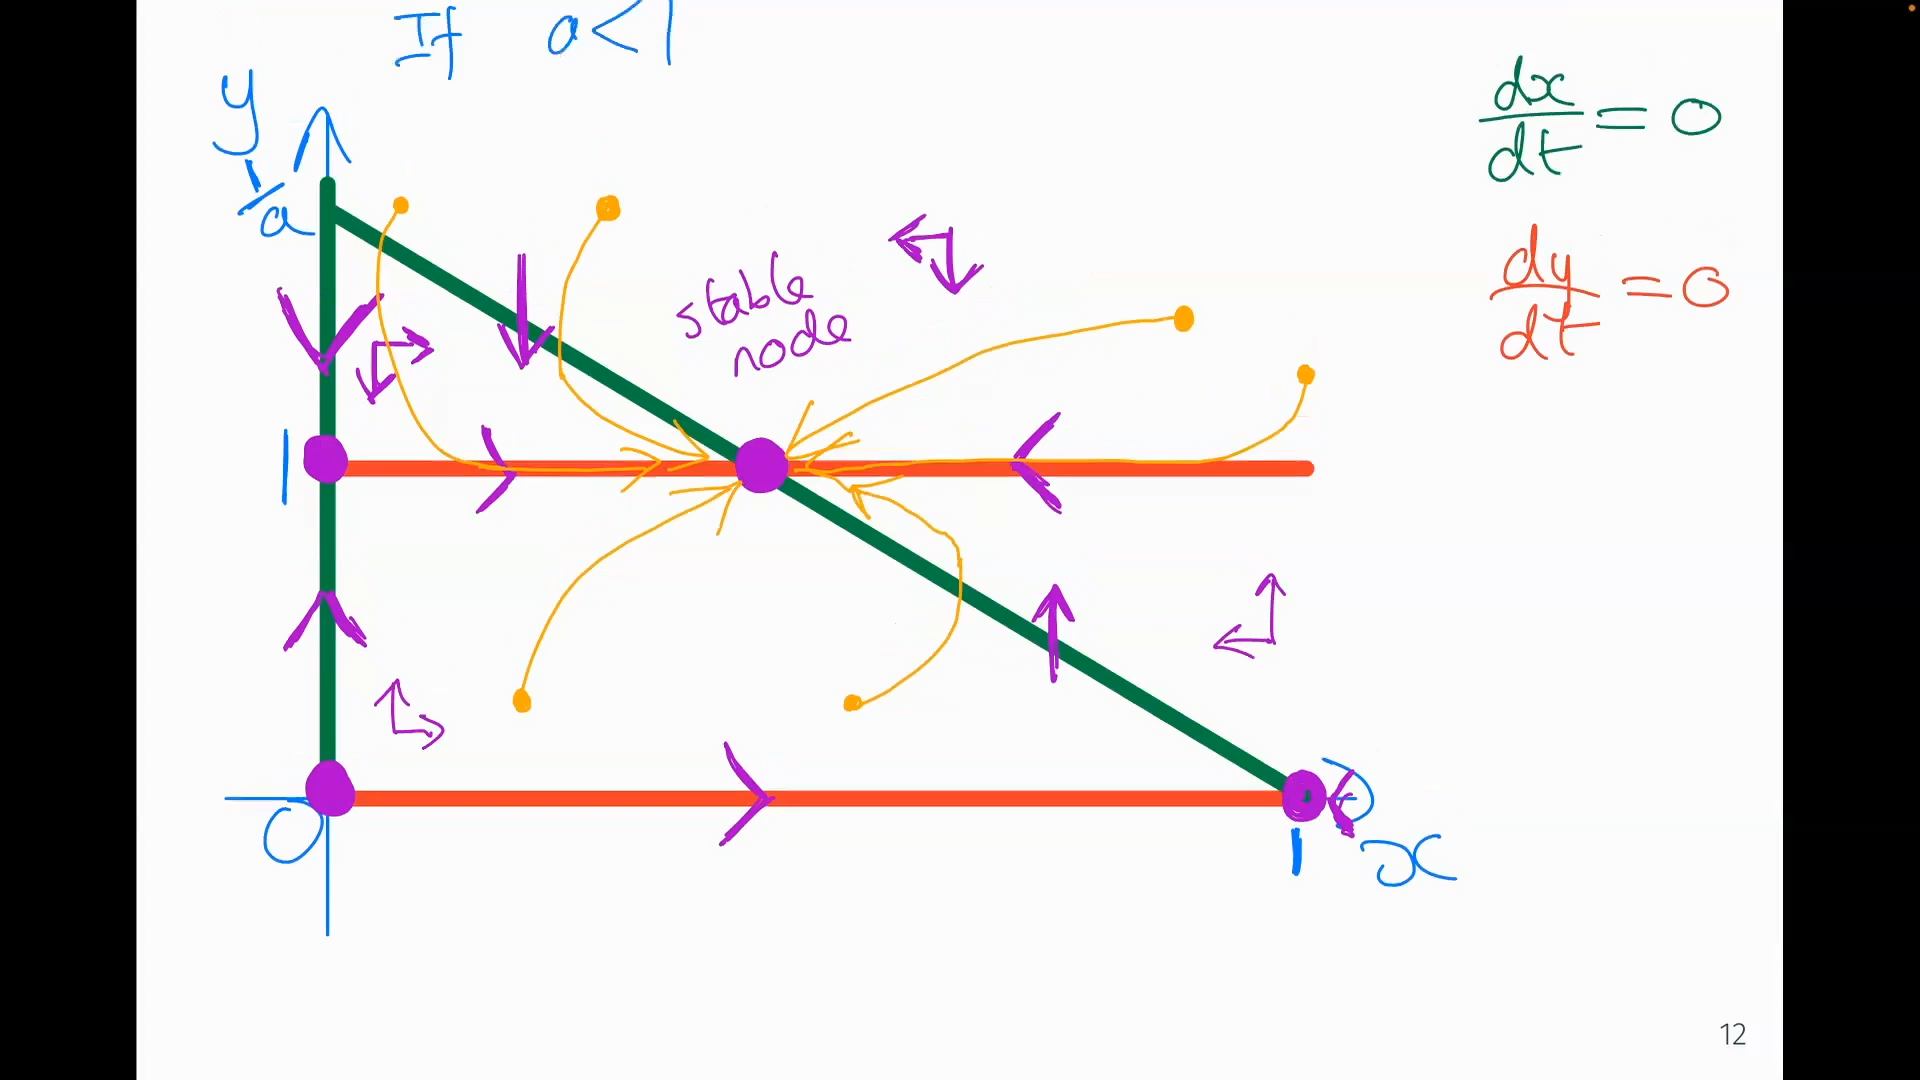 If a<1
y
1/a
dx/dt = 0
dy/dt = 0
stable
node
1
0
1
x
12